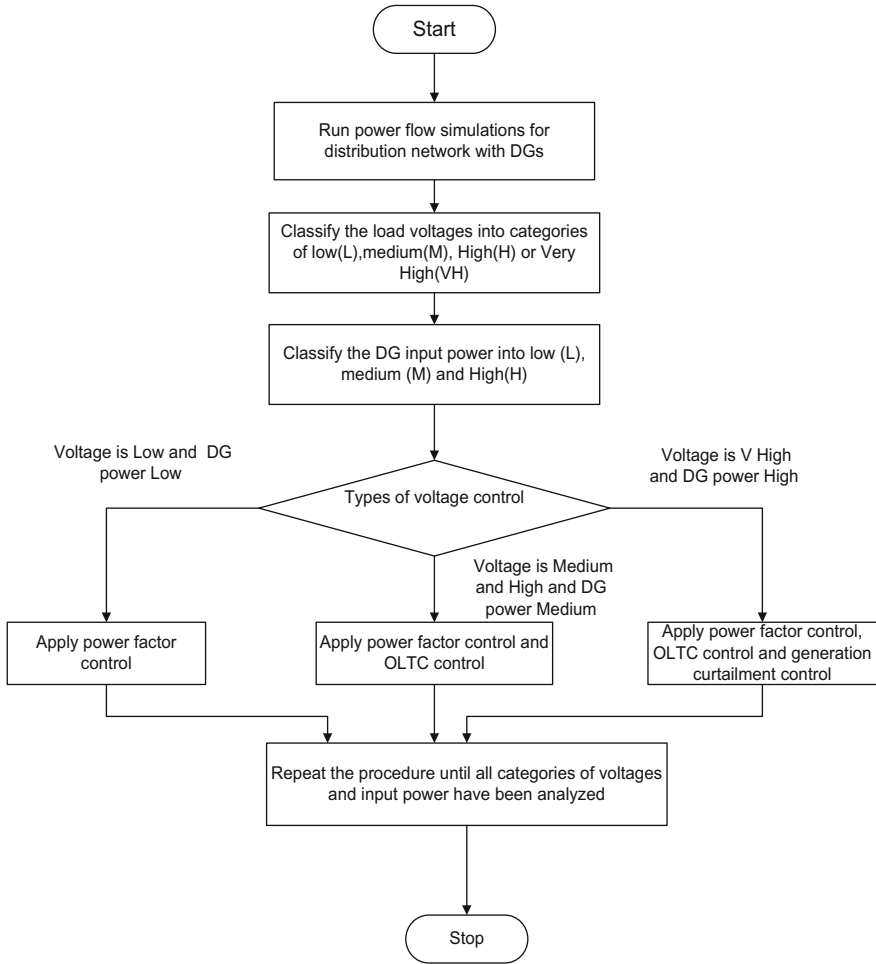 Start
Run power flow simulations for
distribution network with DGs
Classify the load voltages into categories
of low(L),medium(M), High(H) or Very
High(VH)
Classify the DG input power into low (L),
medium (M) and High(H)
Voltage is Low and DG
power Low
Voltage is V High
and DG power High
Types of voltage control
Voltage is Medium
and High and DG
power Medium
Apply power factor
control
Apply power factor control and
OLTC control
Apply power factor control,
OLTC control and generation
curtailment control
Repeat the procedure until all categories of voltages
and input power have been analyzed
Stop